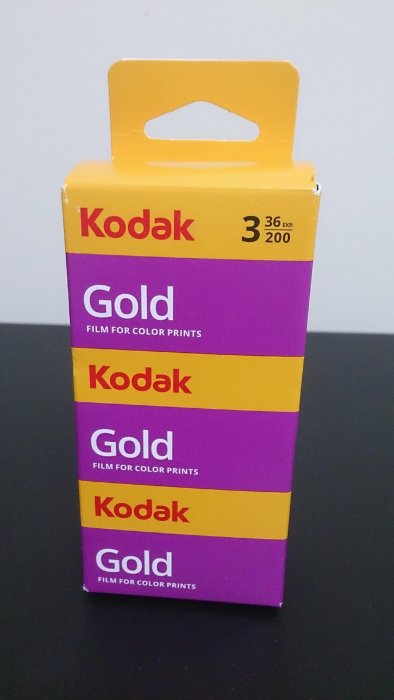 Kodak
3 36 EXP.
200
Gold
FILM FOR COLOR PRINTS
Kodak
Gold
FILM FOR COLOR PRINTS
Kodak
Gold
FILM FOR COLOR PRINTS